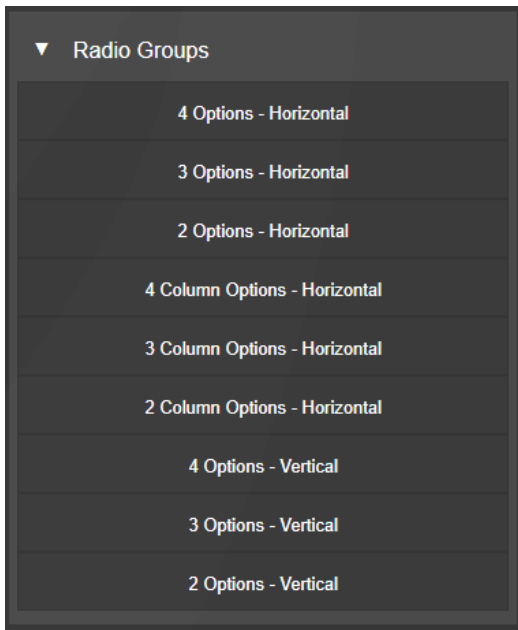 ▼ Radio Groups
4 Options - Horizontal
3 Options - Horizontal
2 Options - Horizontal
4 Column Options - Horizontal
3 Column Options - Horizontal
2 Column Options - Horizontal
4 Options - Vertical
3 Options - Vertical
2 Options - Vertical